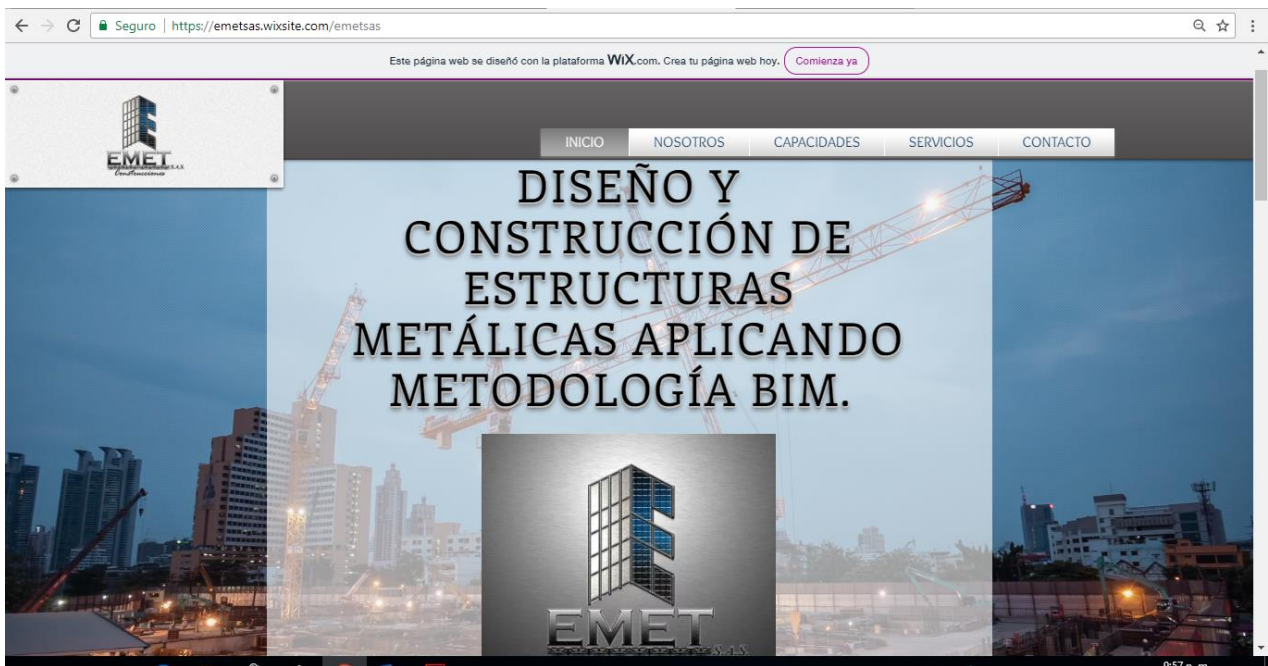 Seguro | https://emetsas.wixsite.com/emetsas
Este página web se diseñó con la plataforma WiX.com. Crea tu página web hoy. Comienza ya
EMET S.A.S.
Construcciones
INICIO NOSOTROS CAPACIDADES SERVICIOS CONTACTO
DISEÑO Y
CONSTRUCCIÓN DE
ESTRUCTURAS
METÁLICAS APLICANDO
METODOLOGÍA BIM.
EMET
S.A.S.